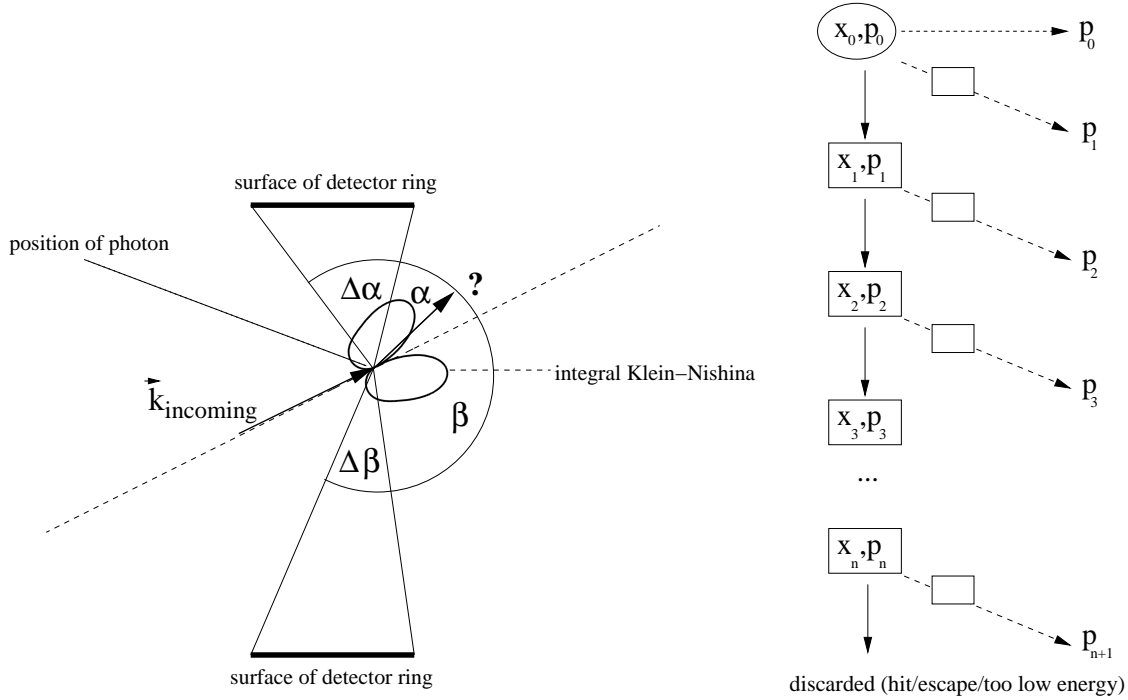 surface of detector ring
position of photon
Δα
α
?
k⃗incoming
integral Klein−Nishina
β
Δβ
surface of detector ring
x₀,p₀
p₀
p₁
x₁,p₁
p₂
x₂,p₂
p₃
x₃,p₃
...
xₙ,pₙ
pₙ₊₁
discarded (hit/escape/too low energy)